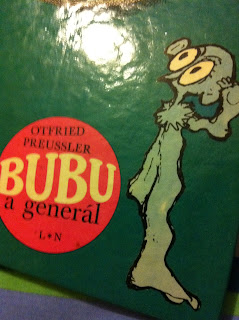 OTFRIED
PREUSSLER
BUBU
a generál
L*N